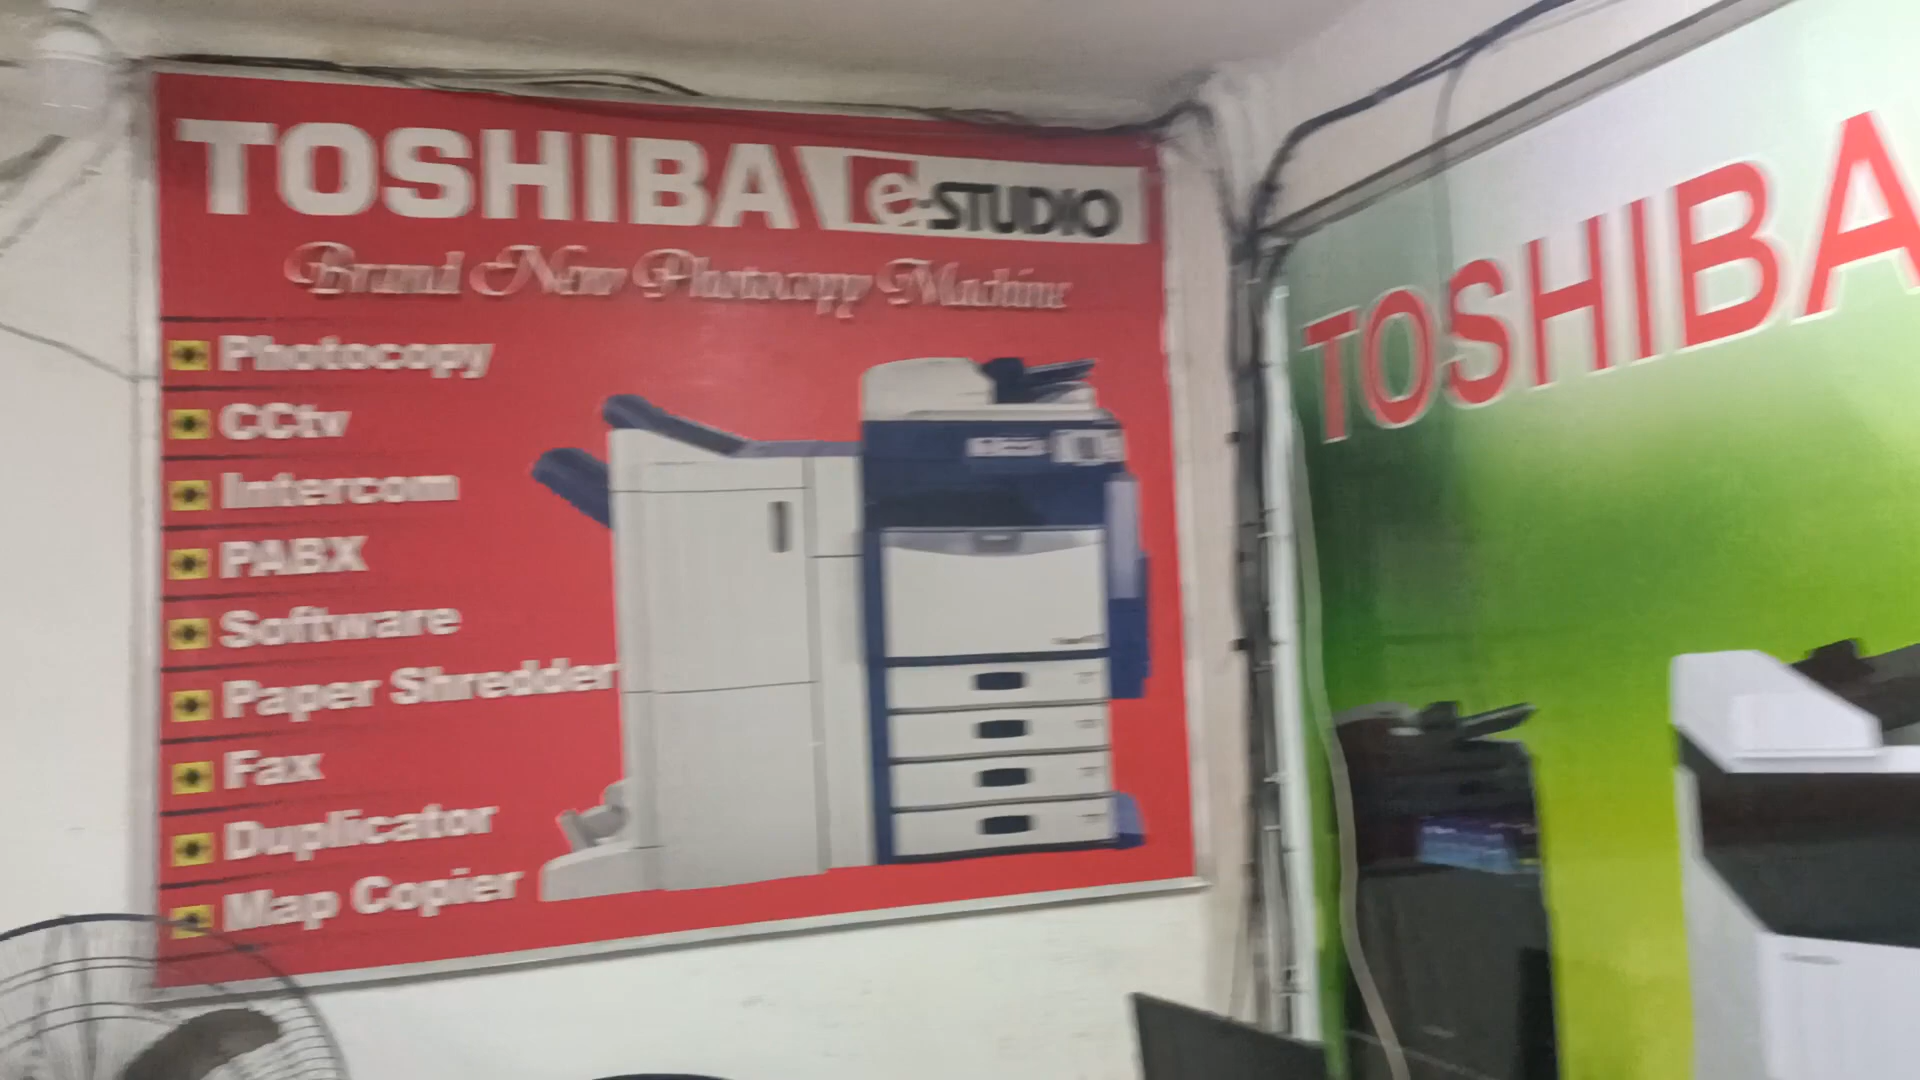 TOSHIBA e-STUDIO
Brand New Photocopy Machine
Photocopy
CCtv
Intercom
PABX
Software
Paper Shredder
Fax
Duplicator
Map Copier
TOSHIBA